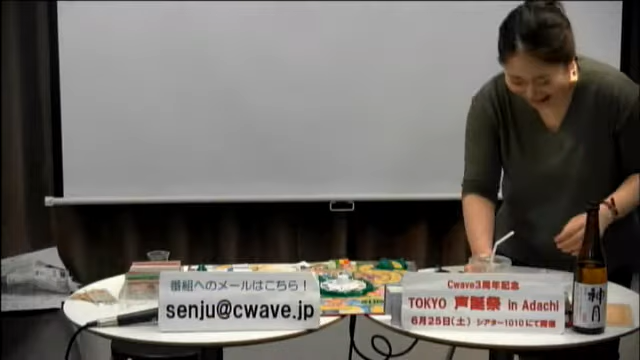 番組へのメールはこちら！
senju@cwave.jp
Cwave3周年記念
TOKYO 声誕祭 in Adachi
6月25日(土) シアター1010にて開催
神月